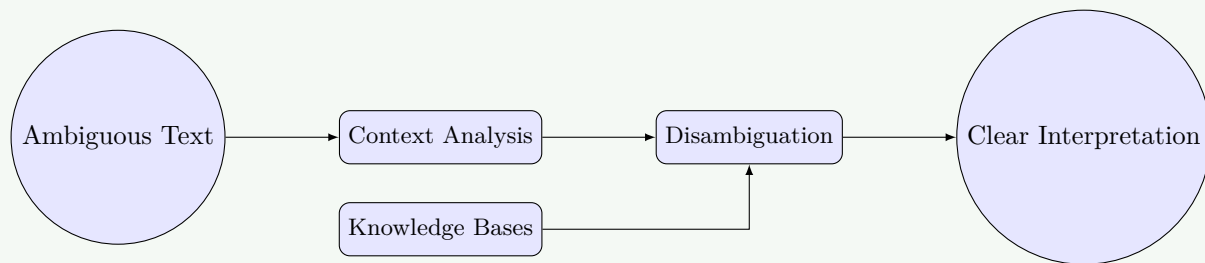 Ambiguous Text
Context Analysis
Disambiguation
Clear Interpretation
Knowledge Bases